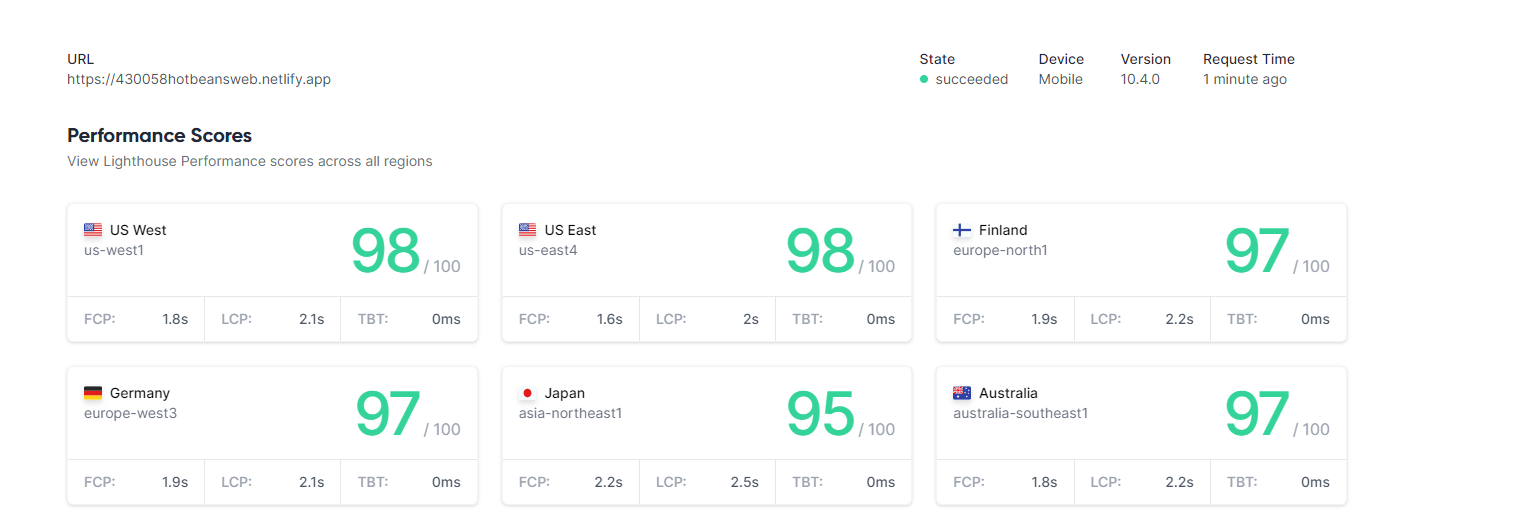 URL
https://430058hotbeansweb.netlify.app
State
succeeded
Device
Mobile
Version
10.4.0
Request Time
1 minute ago
Performance Scores
View Lighthouse Performance scores across all regions
US West
us-west1
98 / 100
FCP: 1.8s LCP: 2.1s TBT: 0ms
US East
us-east4
98 / 100
FCP: 1.6s LCP: 2s TBT: 0ms
Finland
europe-north1
97 / 100
FCP: 1.9s LCP: 2.2s TBT: 0ms
Germany
europe-west3
97 / 100
FCP: 1.9s LCP: 2.1s TBT: 0ms
Japan
asia-northeast1
95 / 100
FCP: 2.2s LCP: 2.5s TBT: 0ms
Australia
australia-southeast1
97 / 100
FCP: 1.8s LCP: 2.2s TBT: 0ms